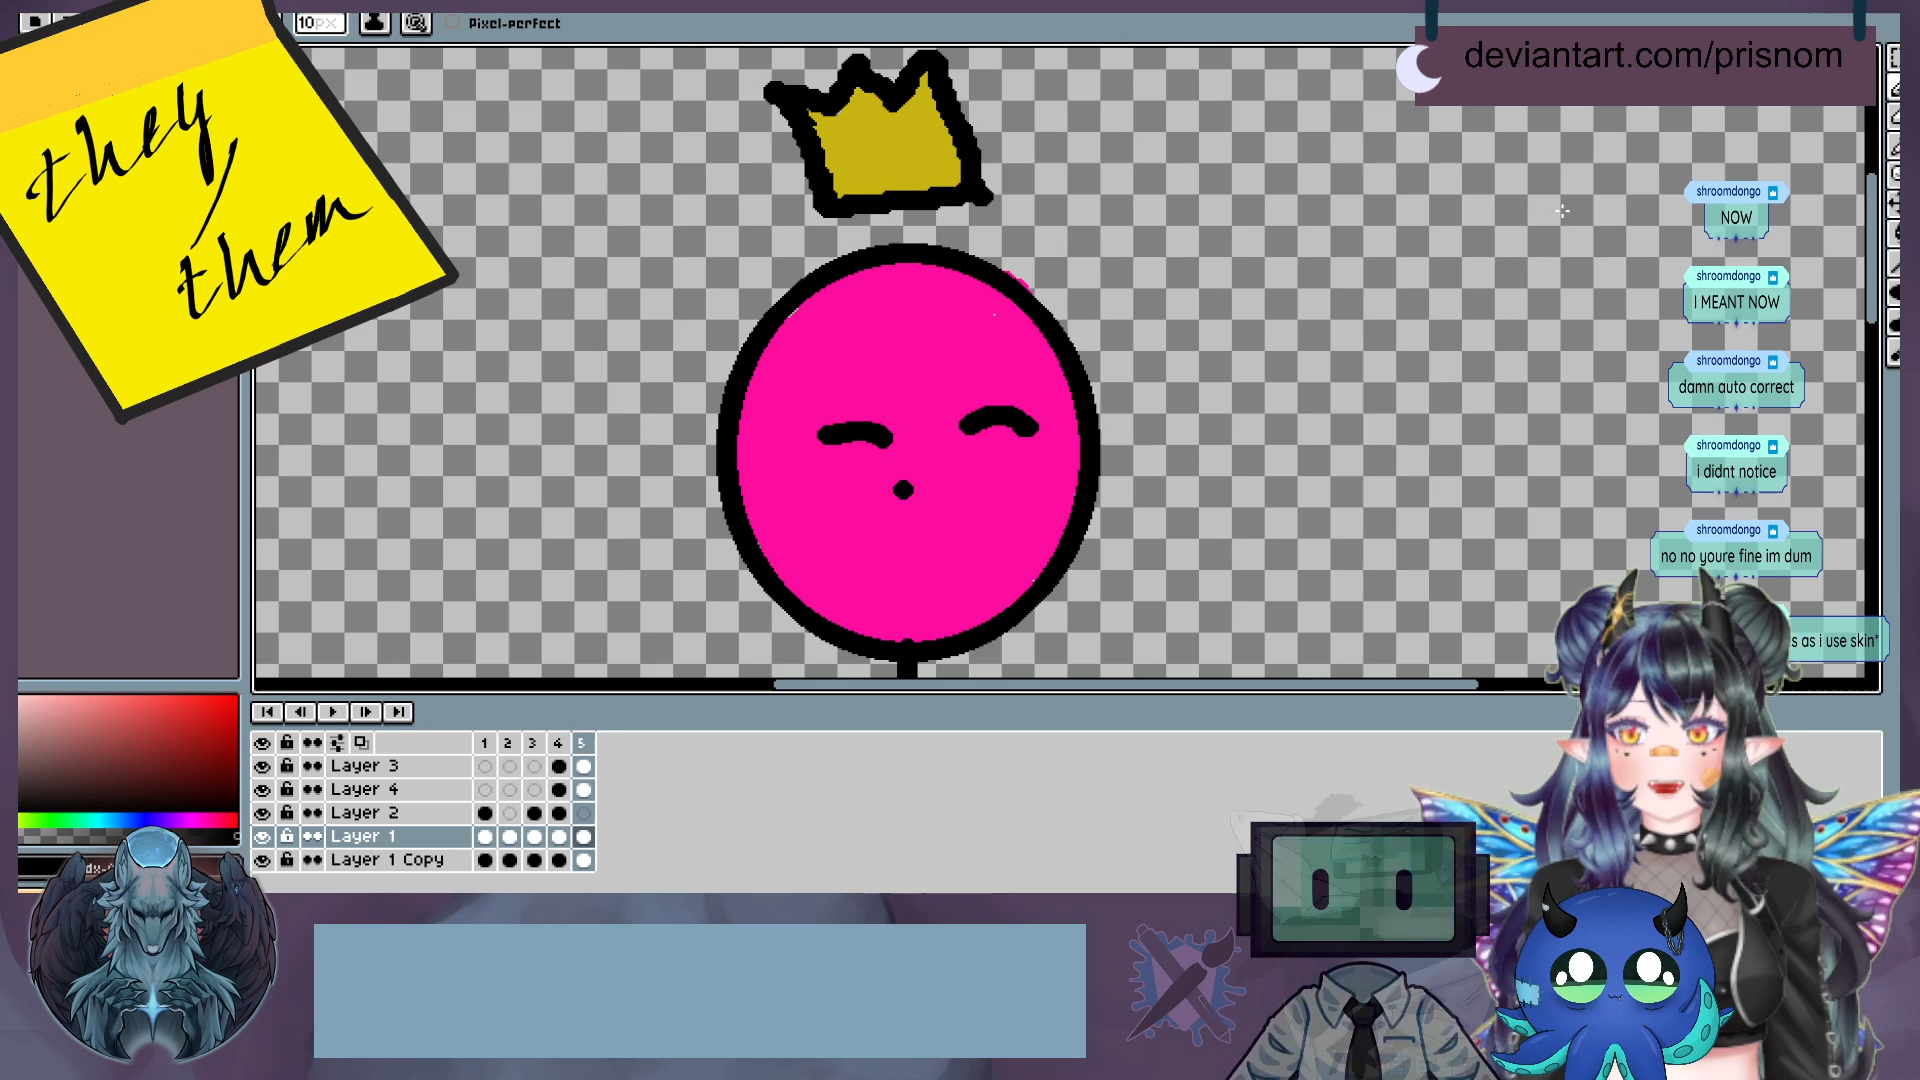 10px
Pixel-perfect
they/
them
deviantart.com/prisnom
shroomdongo
NOW
shroomdongo
I MEANT NOW
shroomdongo
damn auto correct
shroomdongo
i didnt notice
shroomdongo
no no youre fine im dum
s as i use skin*
1 2 3 4 5
Layer 3
Layer 4
Layer 2
Layer 1
Layer 1 Copy